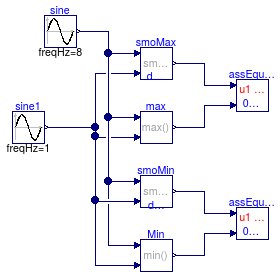 sine
freqHz=8
smoMax
sm...
d...
assEqu...
u1 ...
0...
sine1
freqHz=1
max
max()
smoMin
sm...
d...
assEqu...
u1 ...
0...
Min
min()